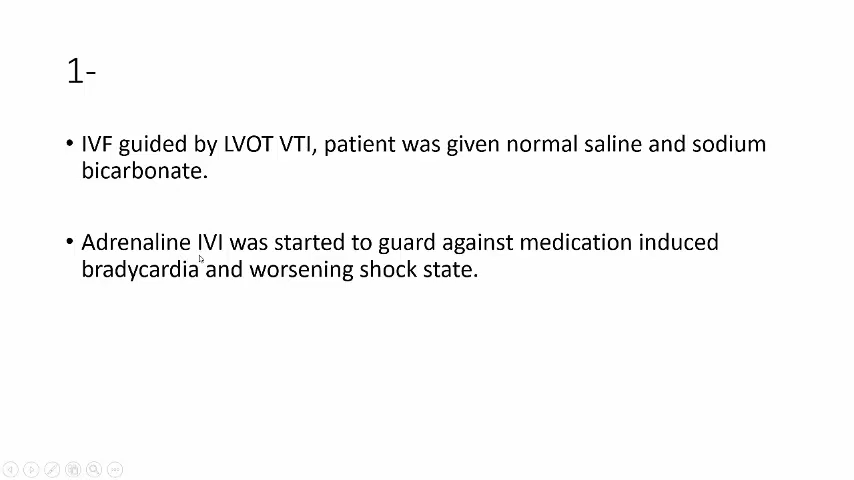 1-
• IVF guided by LVOT VTI, patient was given normal saline and sodium
bicarbonate.
• Adrenaline IVI was started to guard against medication induced
bradycardia and worsening shock state.